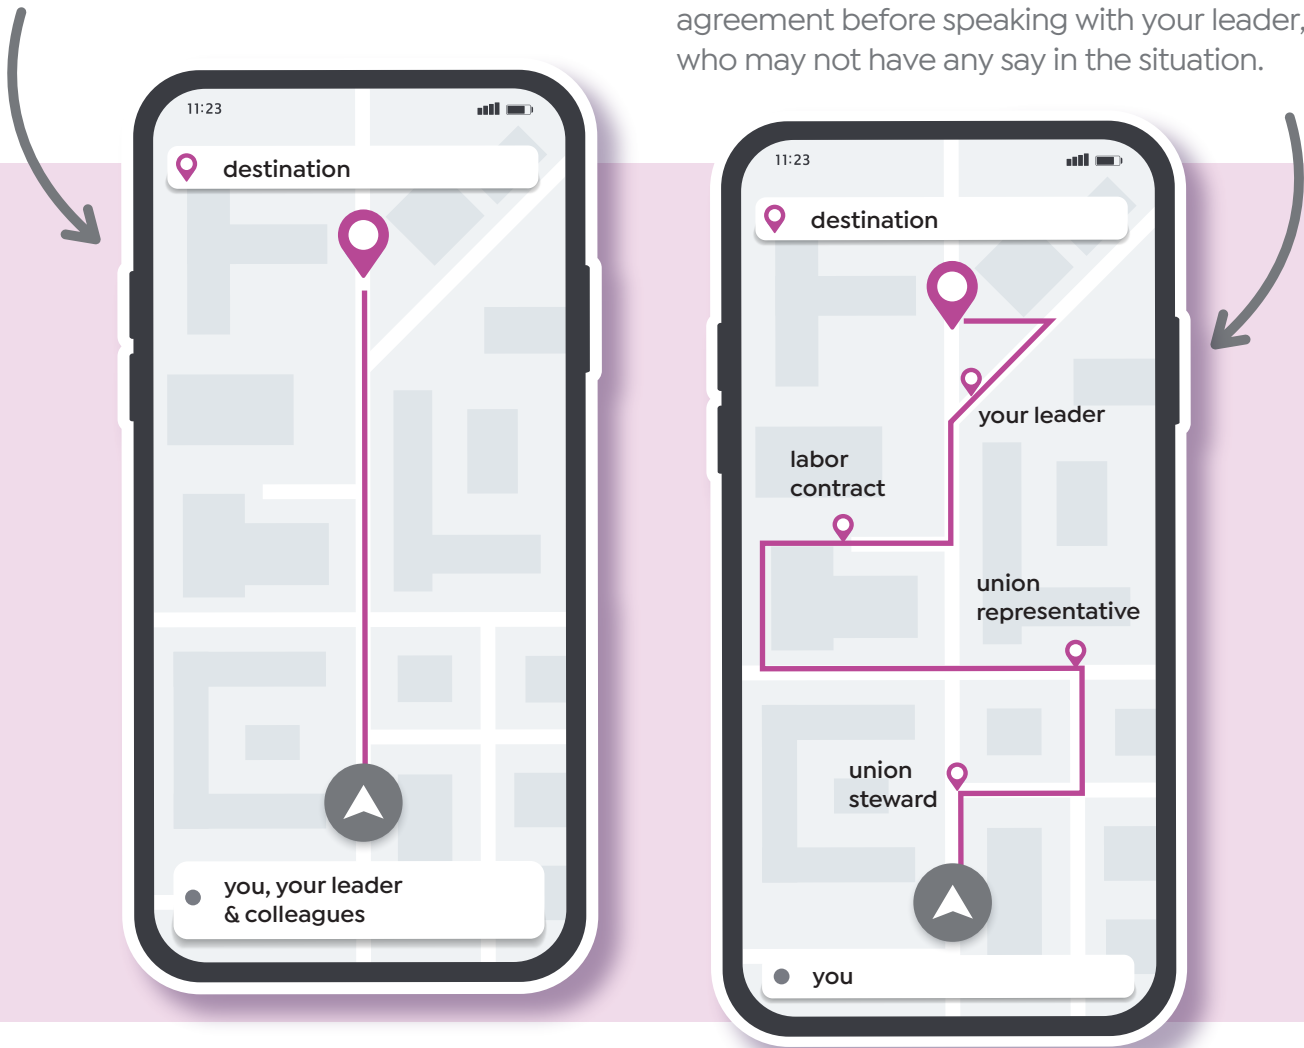 agreement before speaking with your leader,
who may not have any say in the situation.
11:23
destination
you, your leader
& colleagues
11:23
destination
your leader
labor
contract
union
representative
union
steward
you